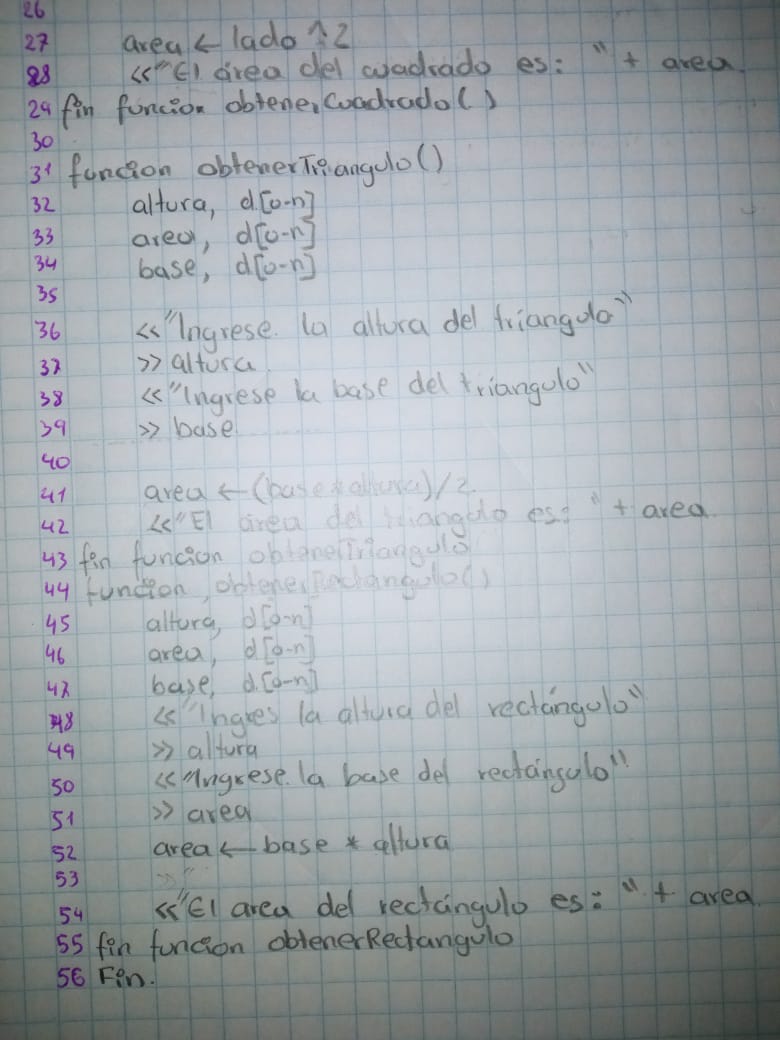 26
27 area ← lado ↑2
28 <<"El área del cuadrado es: " + area
29 fin funcion obtenerCuadrado()
30
31 funcion obtenerTriangulo()
32 altura, d[0-n]
33 area, d[0-n]
34 base, d[0-n]
35
36 <<"Ingrese la altura del triangulo"
37 >> altura
38 <<"Ingrese la base del triangulo"
39 >> base
40
41 area ← (base * altura)/2
42 <<"El área del triangulo es: " + area
43 fin funcion obtenerTriangulo
44 funcion obtenerRectangulo()
45 altura, d[0-n]
46 area, d[0-n]
47 base, d[0-n]
48 <<"Ingres la altura del rectángulo"
49 >> altura
50 <<"Ingrese la base del rectángulo"
51 >> area
52 area ← base * altura
53
54 <<"El area del rectángulo es: " + area
55 fin funcion obtenerRectangulo
56 Fin.